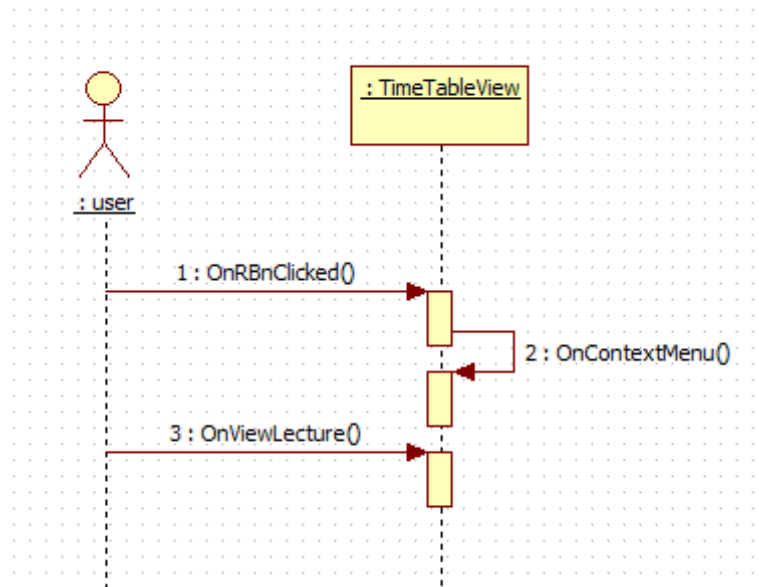 : TimeTableView
: user
1 : OnRBnClicked()
2 : OnContextMenu()
3 : OnViewLecture()